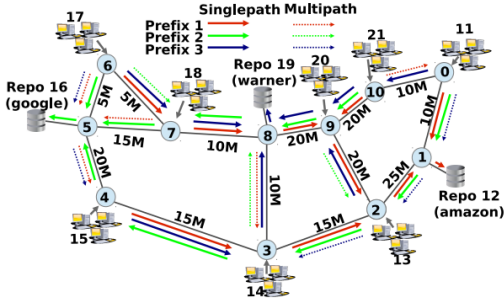 Singlepath Multipath
Prefix 1
Prefix 2
Prefix 3
17
6
Repo 16
(google)
5M
5M
18
5
15M
7
10M
Repo 19
(warner)
8
20
20M
9
21
10
20M
10M
11
0
10M
1
25M
Repo 12
(amazon)
20M
10M
20M
4
15
15M
3
14
15M
2
13